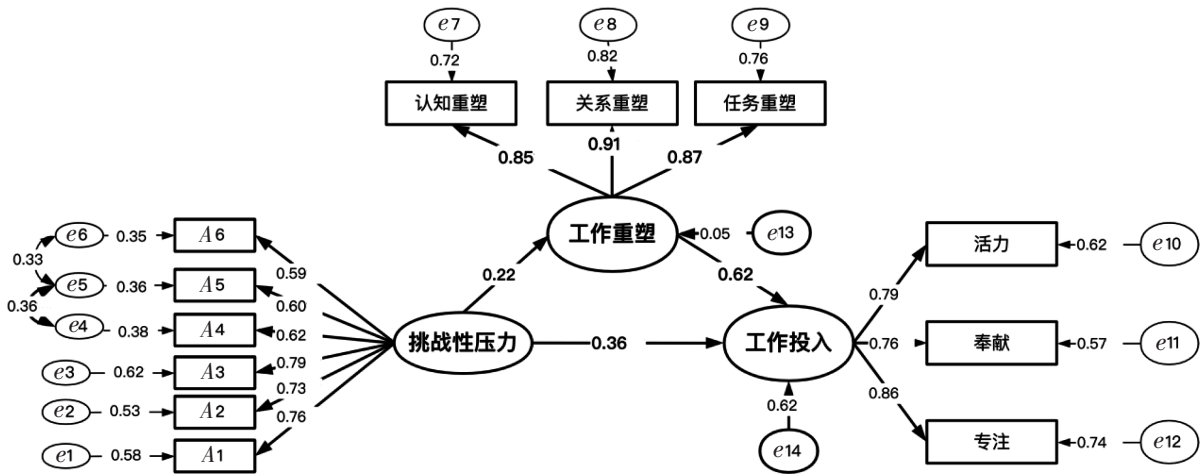 e7
e8
e9
0.72
0.82
0.76
认知重塑
关系重塑
任务重塑
0.85
0.91
0.87
工作重塑
0.05
e13
e6
0.35
A6
0.33
e5
0.36
A5
0.36
e4
0.38
A4
e3
0.62
A3
e2
0.53
A2
e1
0.58
A1
0.59
0.60
0.62
0.79
0.73
0.76
挑战性压力
0.22
0.36
0.62
工作投入
0.62
e14
0.79
0.76
0.86
活力
0.62
e10
奉献
0.57
e11
专注
0.74
e12